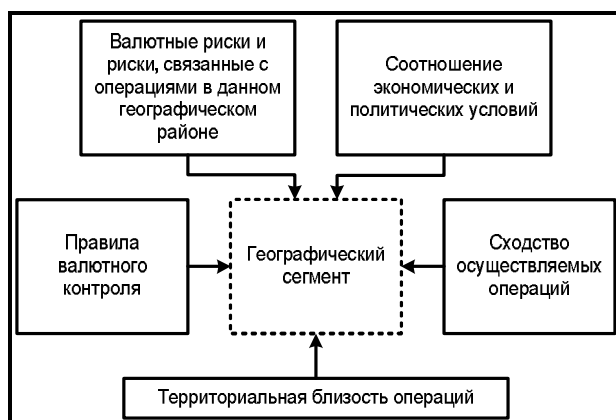 Валютные риски и
риски, связанные с
операциями в данном
географическом
районе
Соотношение
экономических и
политических условий
Правила
валютного
контроля
Географический
сегмент
Сходство
осуществляемых
операций
Территориальная близость операций